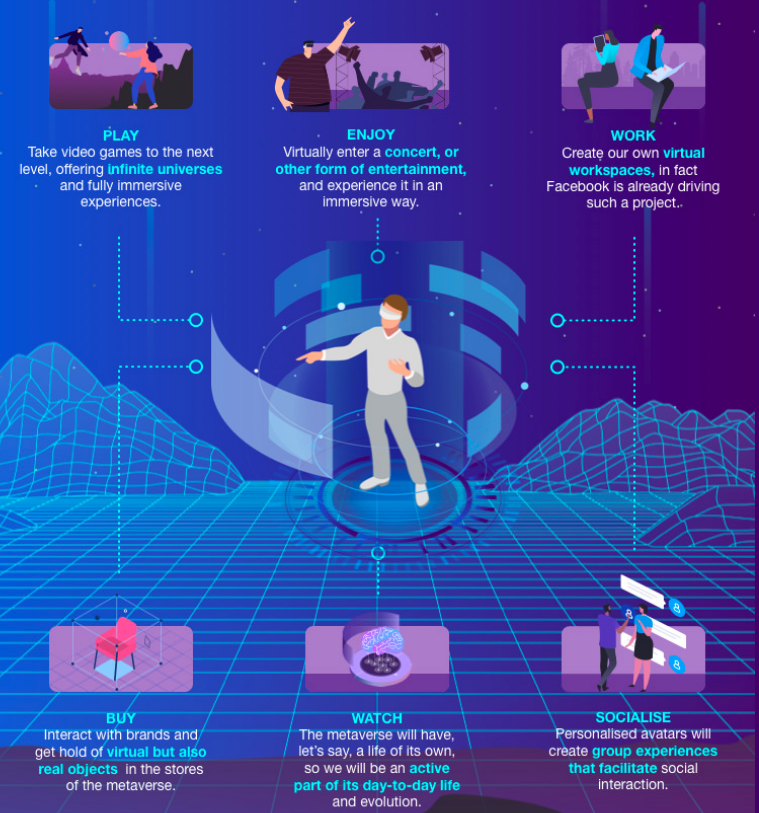 PLAY
Take video games to the next
level, offering infinite universes
and fully immersive
experiences.
ENJOY
Virtually enter a concert, or
other form of entertainment,
and experience it in an
immersive way.
WORK
Create our own virtual
workspaces, in fact
Facebook is already driving
such a project..
BUY
Interact with brands and
get hold of virtual but also
real objects in the stores
of the metaverse.
WATCH
The metaverse will have,
let's say, a life of its own,
so we will be an active
part of its day-to-day life
and evolution.
SOCIALISE
Personalised avatars will
create group experiences
that facilitate social
interaction.